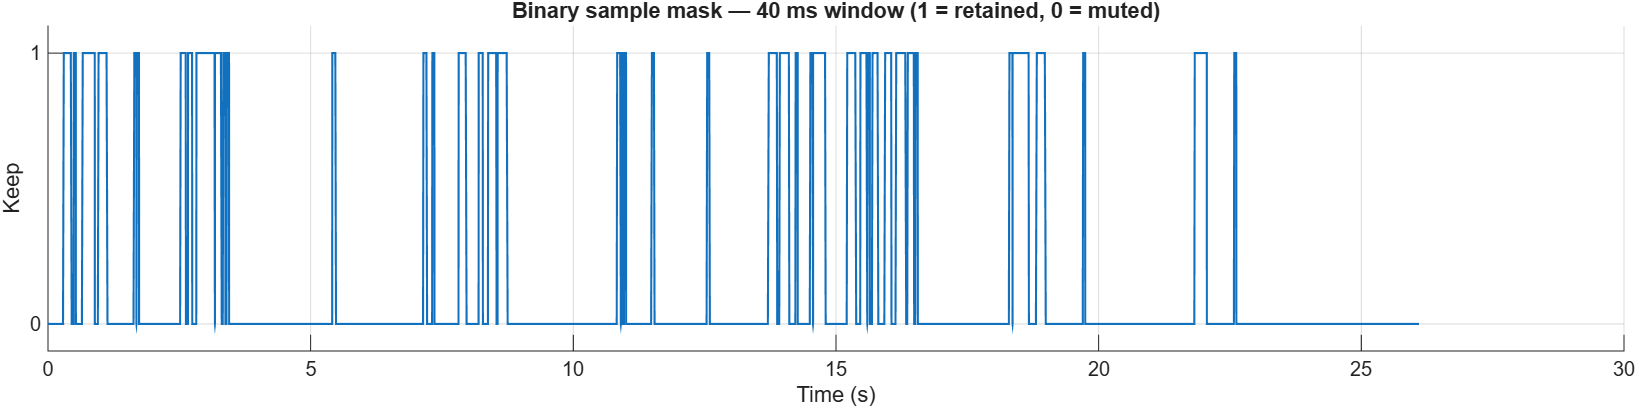 Binary sample mask — 40 ms window (1 = retained, 0 = muted)
1
0
Keep
0 5 10 15 20 25 30
Time (s)